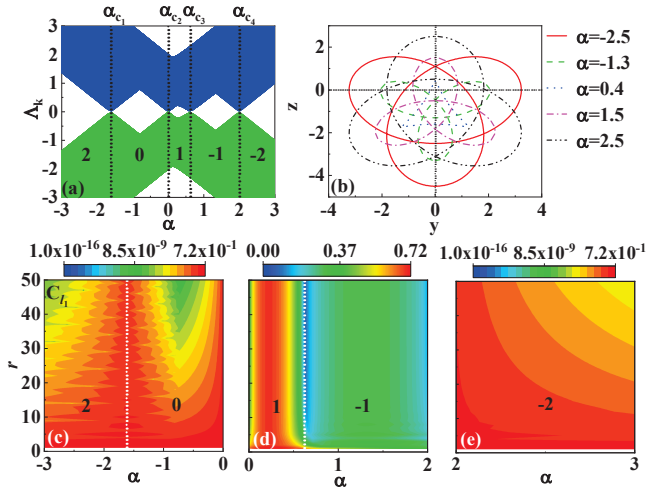 α_c1 α_c2 α_c3 α_c4
3
2
1
0
-1
-2
-3
Λ_k
2 0 1 -1 -2
(a)
-3 -2 -1 0 1 2 3
α
4
2
0
-2
-4
z
(b)
-4 -2 0 2 4
y
α=-2.5
α=-1.3
α=0.4
α=1.5
α=2.5
1.0x10^-16 8.5x10^-9 7.2x10^-1
0.00 0.37 0.72
1.0x10^-16 8.5x10^-9 7.2x10^-1
50
40
30
20
10
0
r
C_l1
2 0
(c)
-3 -2 -1 0
α
1 -1
(d)
0 1 2
α
-2
(e)
2 3
α